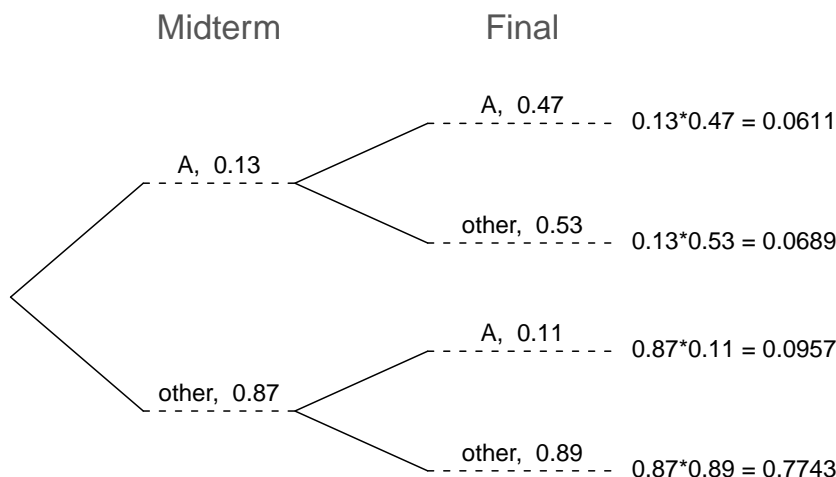 Midterm Final
A, 0.47
0.13*0.47 = 0.0611
A, 0.13
other, 0.53
0.13*0.53 = 0.0689
A, 0.11
0.87*0.11 = 0.0957
other, 0.87
other, 0.89
0.87*0.89 = 0.7743